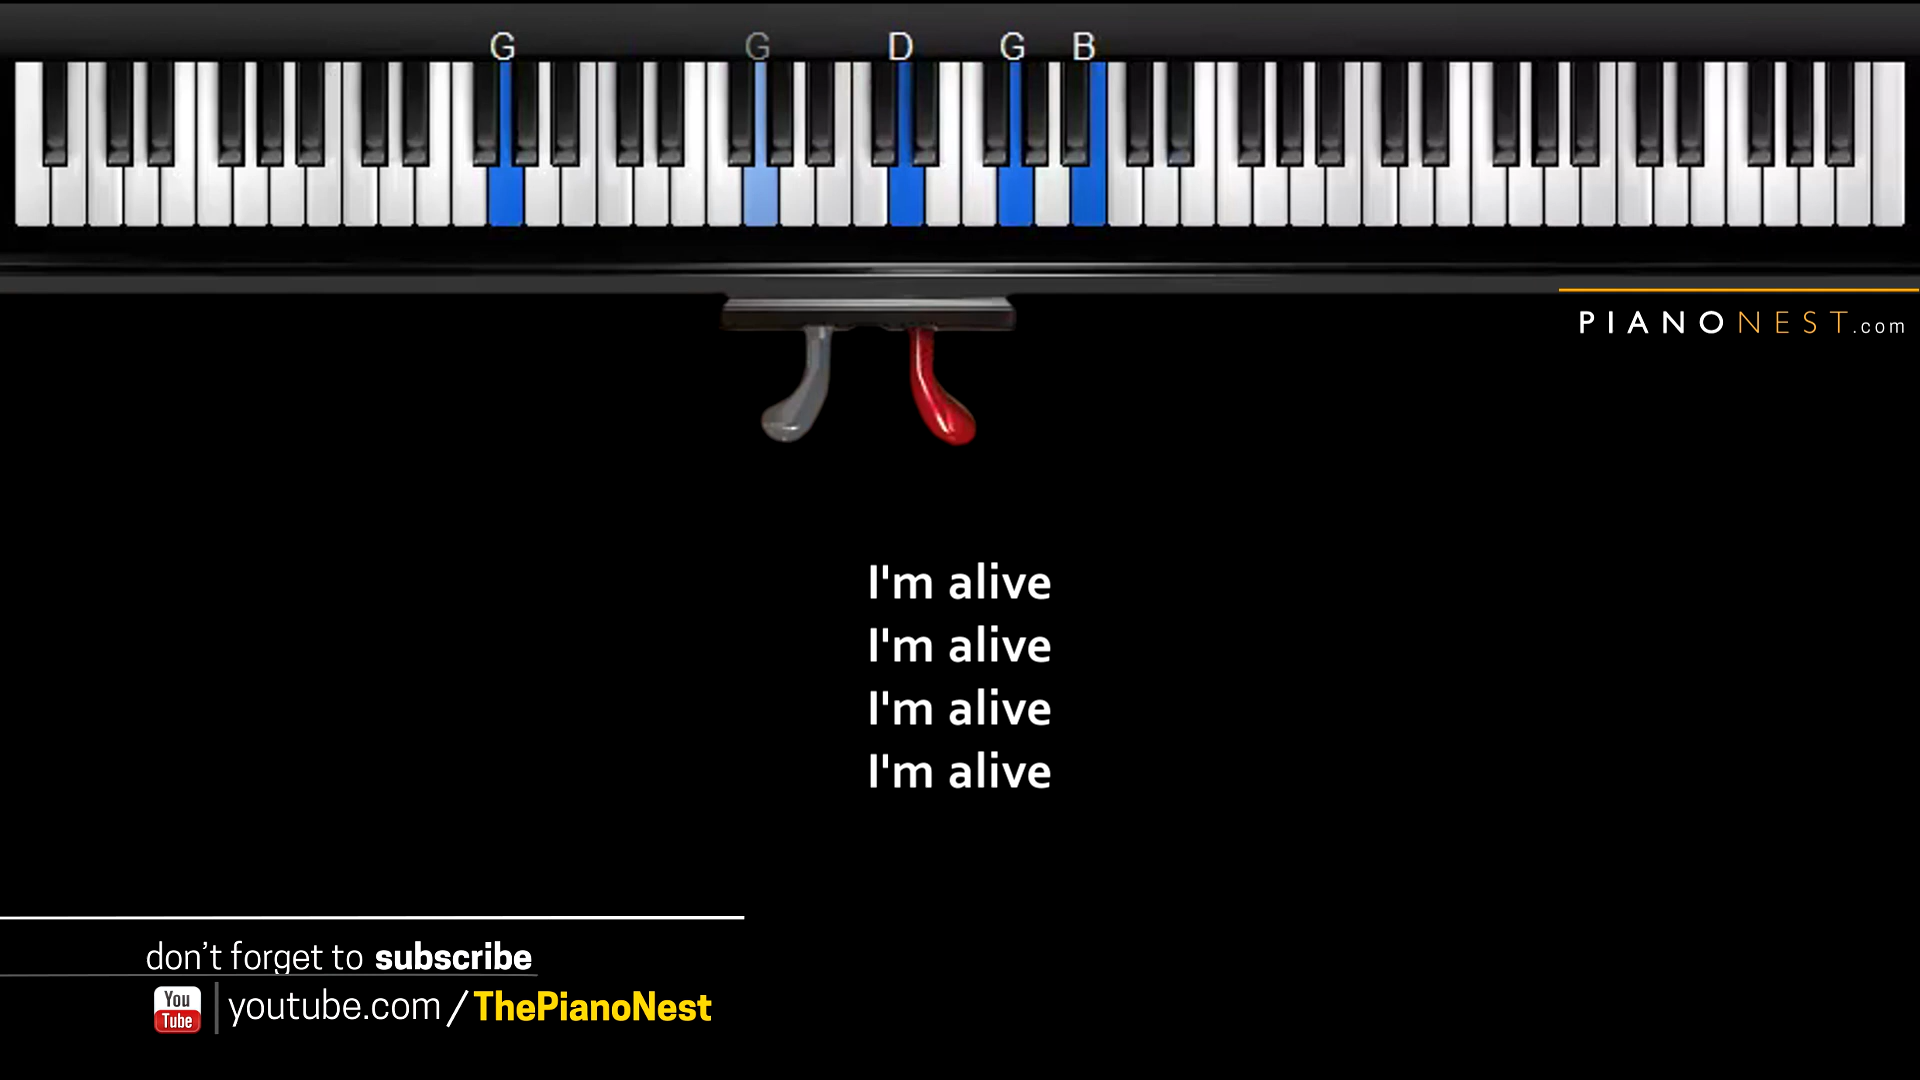 G G D G B
PIANONEST.com
I'm alive
I'm alive
I'm alive
I'm alive
don't forget to subscribe
You Tube youtube.com/ThePianoNest